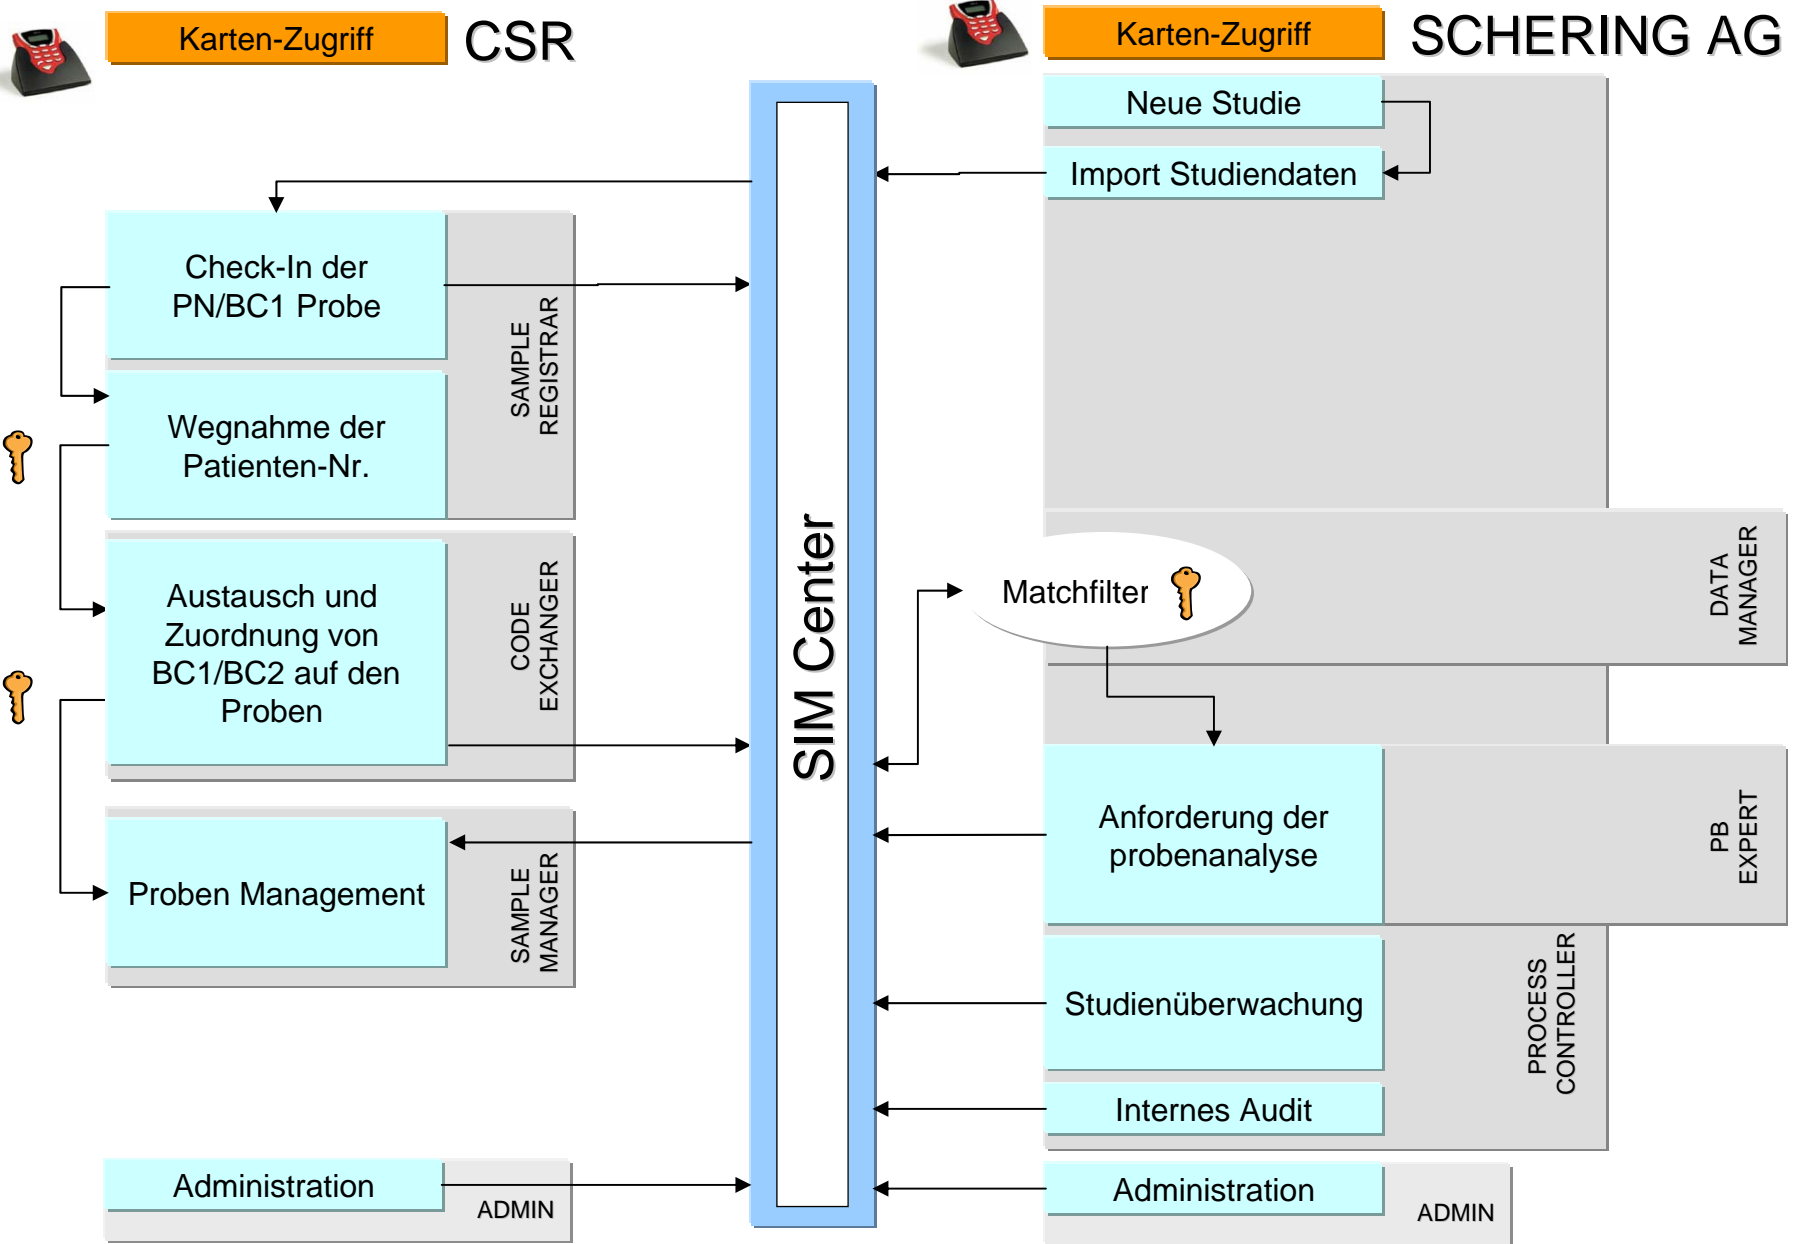 Karten-Zugriff
CSR
Karten-Zugriff
SCHERING AG
Check-In der
PN/BC1 Probe
Wegnahme der
Patienten-Nr.
SAMPLE
REGISTRAR
Austausch und
Zuordnung von
BC1/BC2 auf den
Proben
CODE
EXCHANGER
Proben Management
SAMPLE
MANAGER
Administration
ADMIN
SIM Center
Neue Studie
Import Studiendaten
Matchfilter
DATA
MANAGER
Anforderung der
probenanalyse
PB
EXPERT
Studienüberwachung
PROCESS
CONTROLLER
Internes Audit
Administration
ADMIN